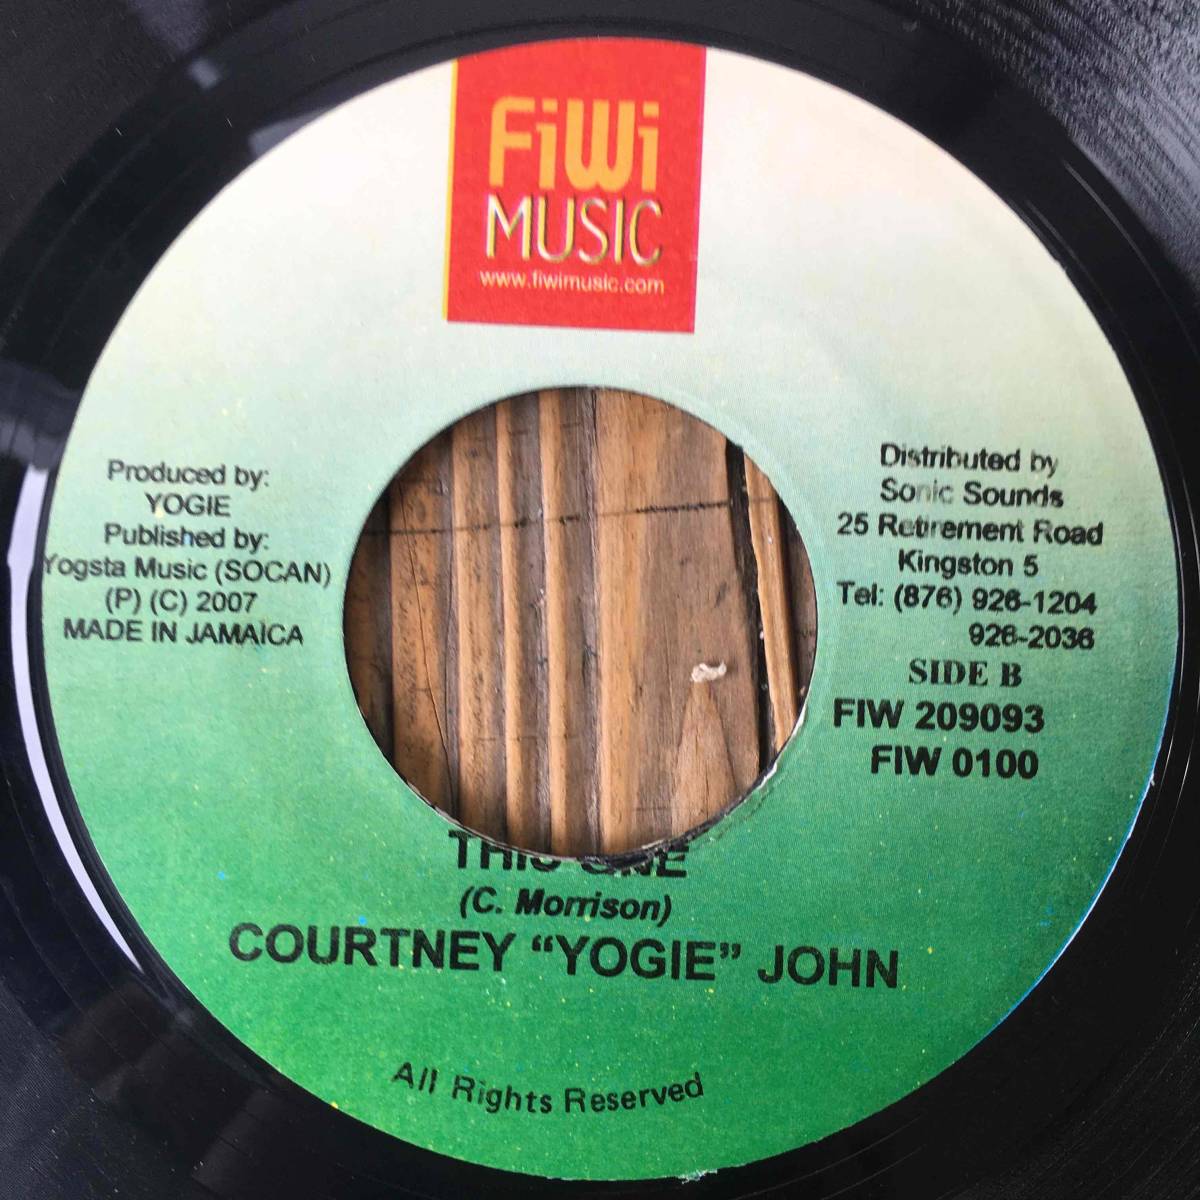 FiWi
MUSIC
www.fiwimusic.com
Produced by:
YOGIE
Published by:
Yogsta Music (SOCAN)
(P) (C) 2007
MADE IN JAMAICA
Distributed by
Sonic Sounds
25 Retirement Road
Kingston 5
Tel: (876) 926-1204
926-2036
SIDE B
FIW 209093
FIW 0100
THIS ONE
(C. Morrison)
COURTNEY “YOGIE” JOHN
All Rights Reserved